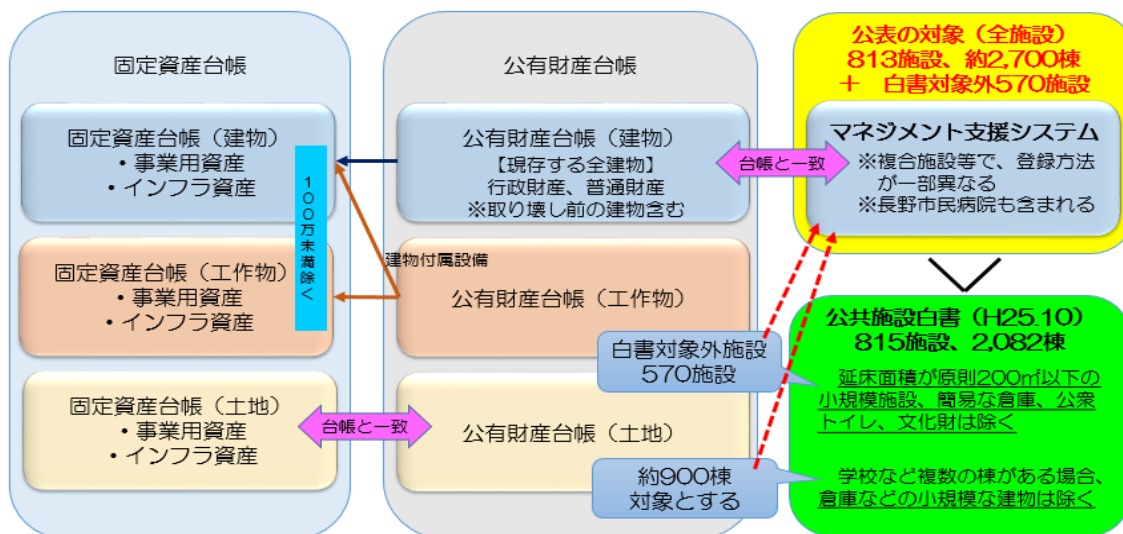 固定資産台帳
固定資産台帳（建物）
・事業用資産
・インフラ資産
固定資産台帳（工作物）
・事業用資産
・インフラ資産
固定資産台帳（土地）
・事業用資産
・インフラ資産
１００万未満除く
公有財産台帳
公有財産台帳（建物）
【現存する全建物】
行政財産、普通財産
※取り壊し前の建物含む
建物付属設備
公有財産台帳（工作物）
公有財産台帳（土地）
台帳と一致
台帳と一致
公表の対象（全施設）
813施設、約2,700棟
＋　白書対象外570施設
マネジメント支援システム
※複合施設等で、登録方法
が一部異なる
※長野市民病院も含まれる
白書対象外施設
570施設
約900棟
対象とする
公共施設白書（H25.10）
815施設、2,082棟
延床面積が原則200㎡以下の
小規模施設、簡易な倉庫、公衆
トイレ、文化財は除く
学校など複数の棟がある場合、
倉庫などの小規模な建物は除く